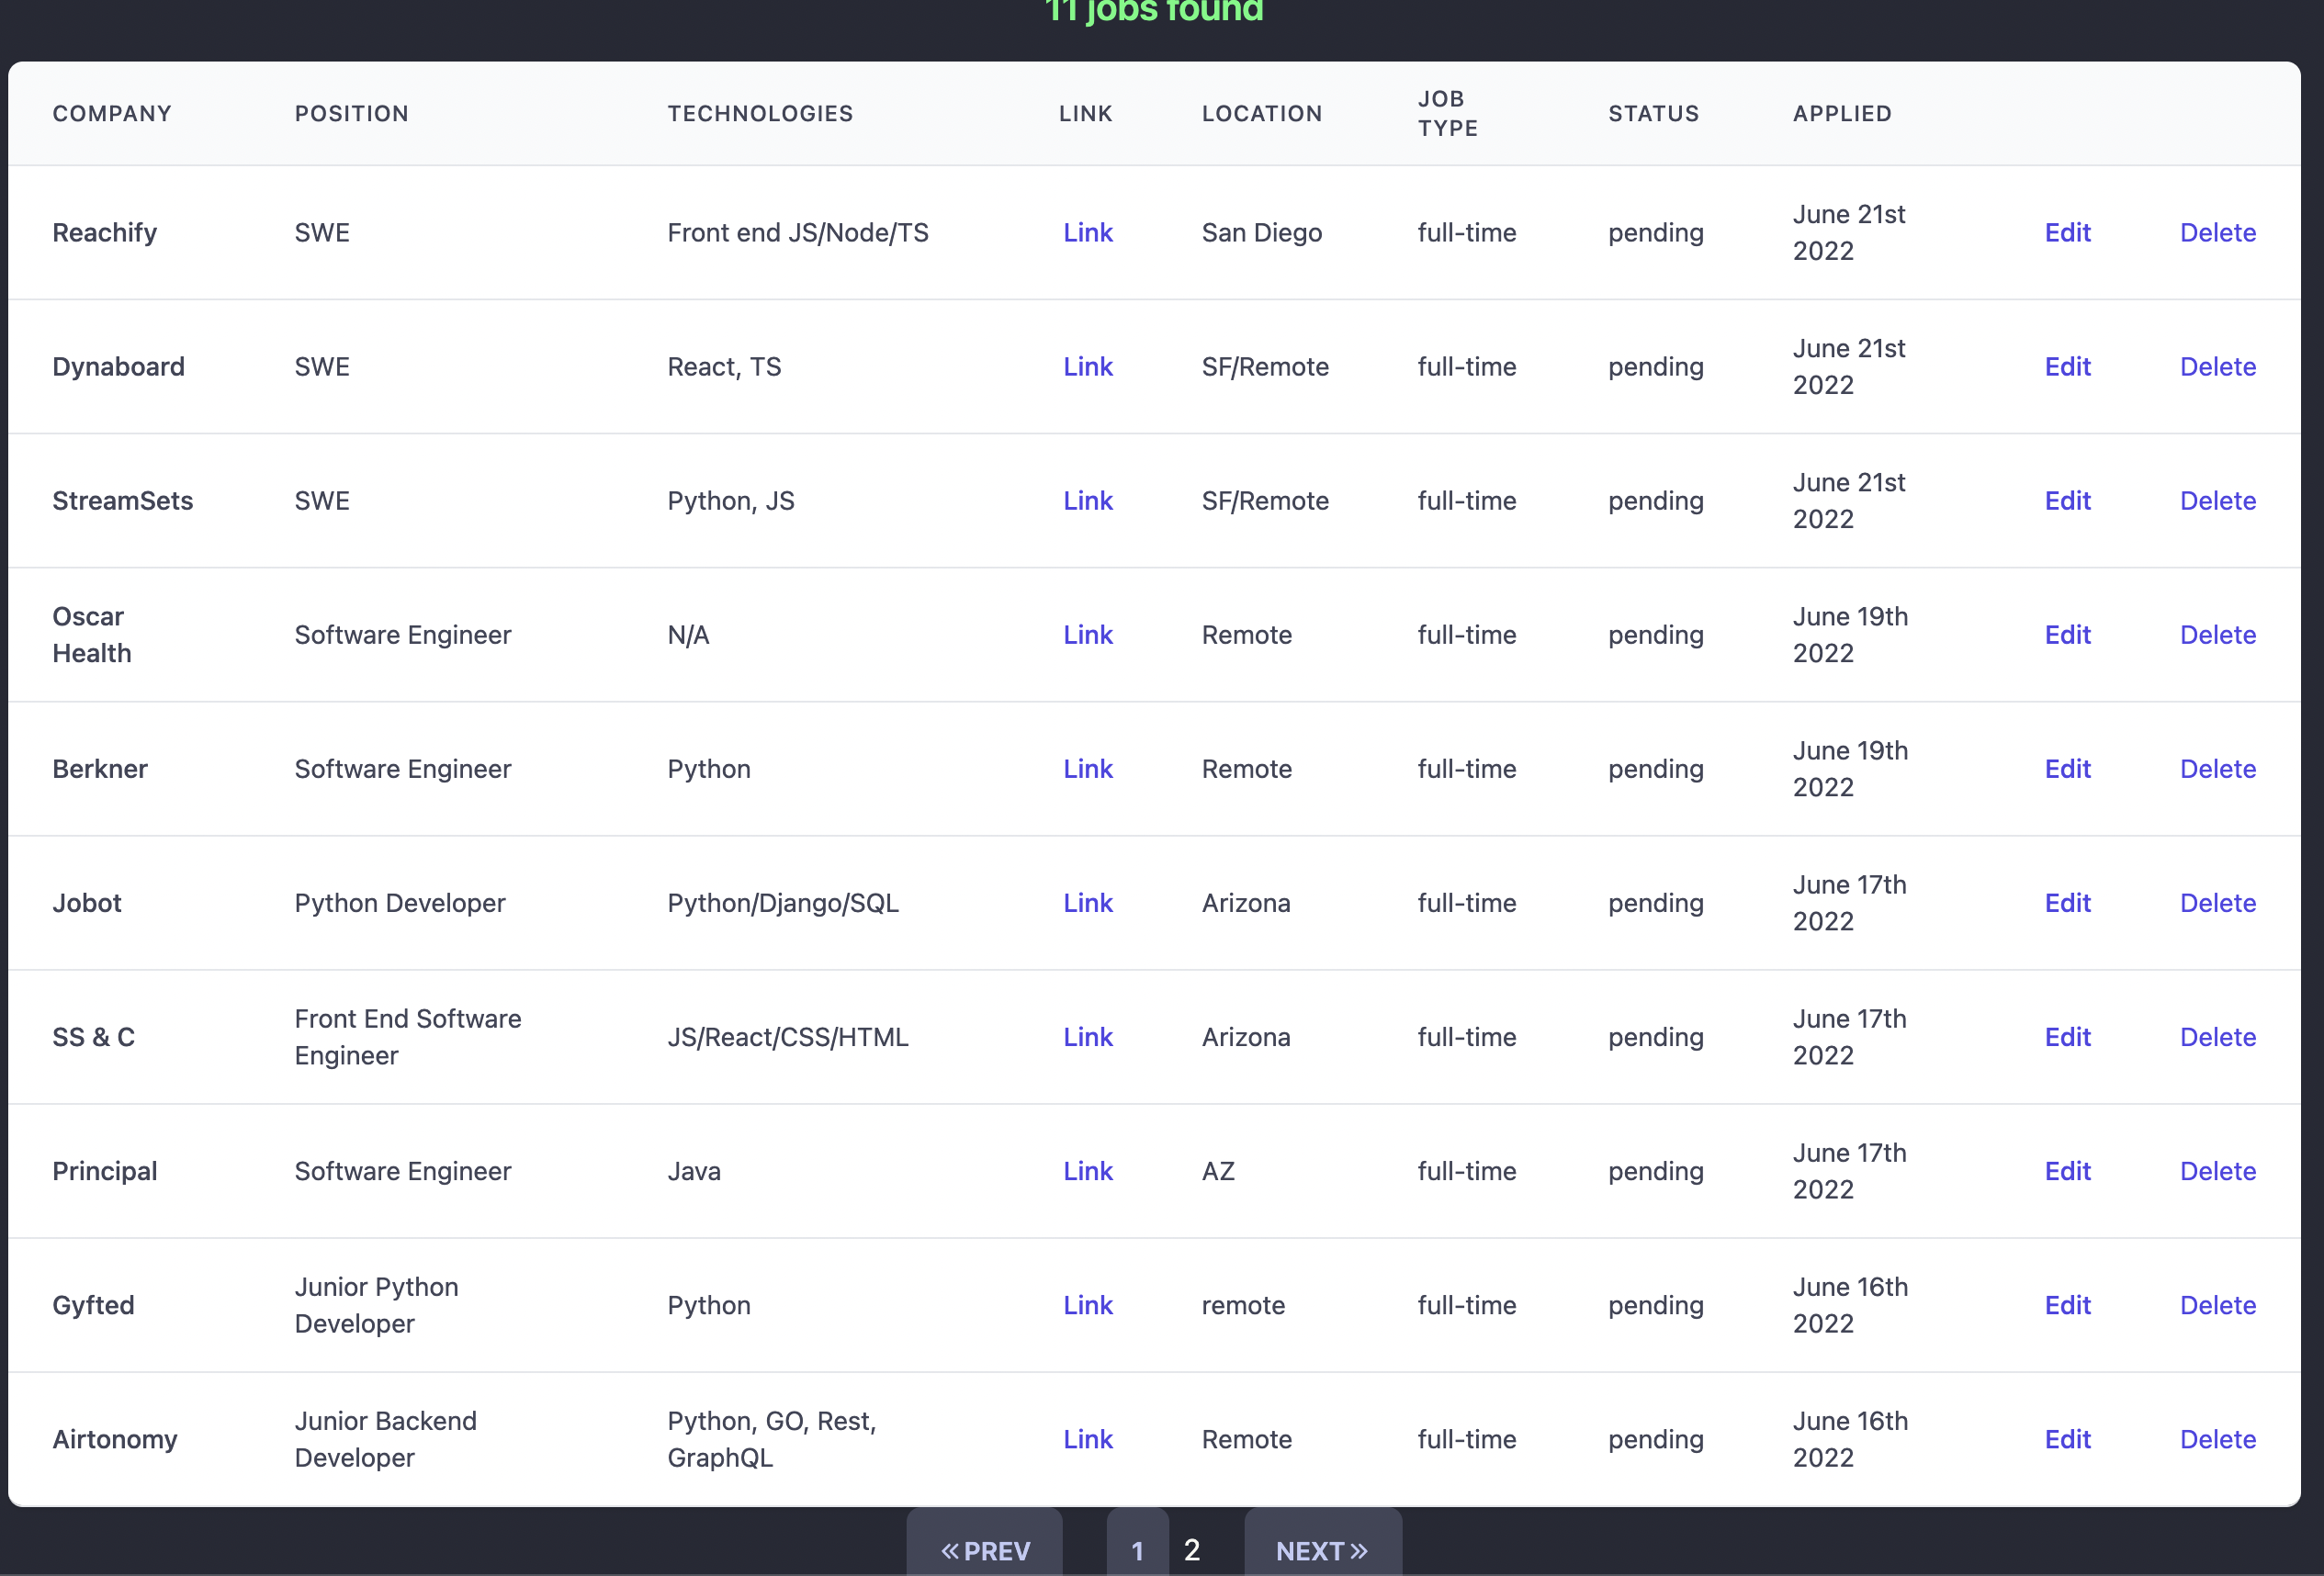 11 jobs found
COMPANY POSITION TECHNOLOGIES LINK LOCATION JOB TYPE STATUS APPLIED
Reachify SWE Front end JS/Node/TS Link San Diego full-time pending June 21st 2022 Edit Delete
Dynaboard SWE React, TS Link SF/Remote full-time pending June 21st 2022 Edit Delete
StreamSets SWE Python, JS Link SF/Remote full-time pending June 21st 2022 Edit Delete
Oscar Health Software Engineer N/A Link Remote full-time pending June 19th 2022 Edit Delete
Berkner Software Engineer Python Link Remote full-time pending June 19th 2022 Edit Delete
Jobot Python Developer Python/Django/SQL Link Arizona full-time pending June 17th 2022 Edit Delete
SS & C Front End Software Engineer JS/React/CSS/HTML Link Arizona full-time pending June 17th 2022 Edit Delete
Principal Software Engineer Java Link AZ full-time pending June 17th 2022 Edit Delete
Gyfted Junior Python Developer Python Link remote full-time pending June 16th 2022 Edit Delete
Airtonomy Junior Backend Developer Python, GO, Rest, GraphQL Link Remote full-time pending June 16th 2022 Edit Delete
«PREV 1 2 NEXT»